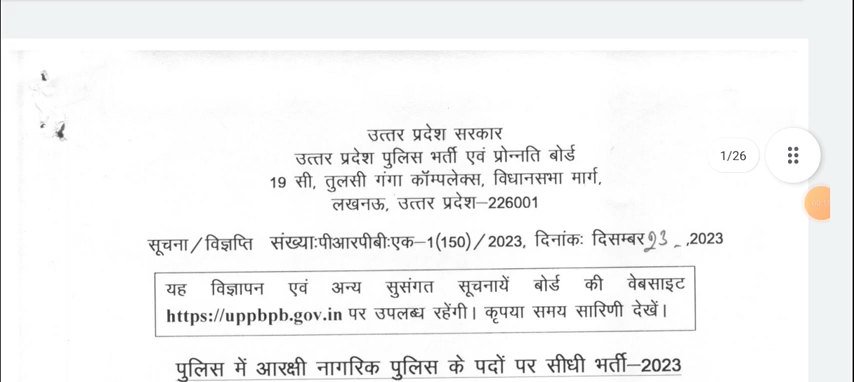 उत्तर प्रदेश सरकार
उत्तर प्रदेश पुलिस भर्ती एवं प्रोन्नति बोर्ड
19 सी, तुलसी गंगा कॉम्पलेक्स, विधानसभा मार्ग,
1/26
लखनऊ, उत्तर प्रदेश–226001
सूचना/विज्ञप्ति संख्याःपीआरपीबीःएक–1(150)/2023, दिनांकः दिसम्बर 23 ,2023
यह विज्ञापन एवं अन्य सुसंगत सूचनायें बोर्ड की वेबसाइट
https://uppbpb.gov.in पर उपलब्ध रहेंगी। कृपया समय सारिणी देखें।
पुलिस में आरक्षी नागरिक पुलिस के पदों पर सीधी भर्ती–2023